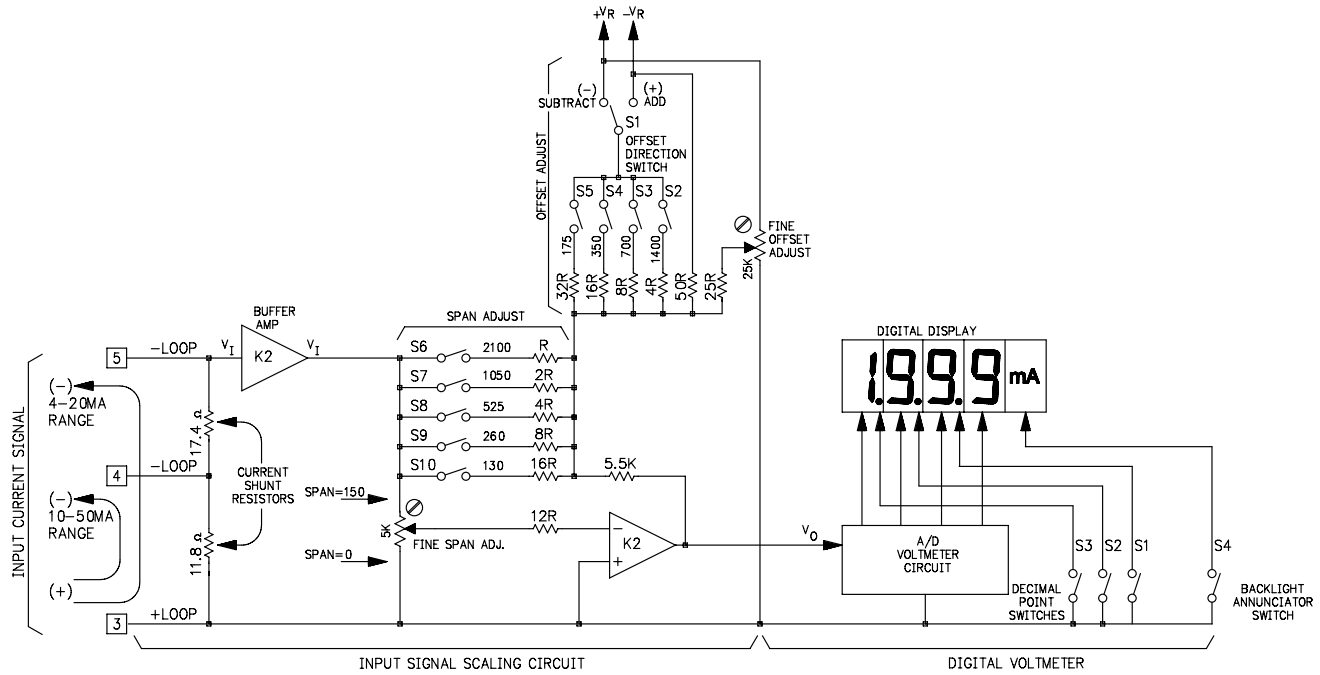 +VR -VR
(-) SUBTRACT
(+) ADD
S1
OFFSET DIRECTION SWITCH
OFFSET ADJUST
S5 S4 S3 S2
175 350 700 1400
32R 16R 8R 4R 50R 25R
FINE OFFSET ADJUST
25K
BUFFER AMP
K2
VI VI
SPAN ADJUST
S6 2100 R
S7 1050 2R
S8 525 4R
S9 260 8R
S10 130 16R
5.5K
SPAN=150
5K
FINE SPAN ADJ.
SPAN=0
12R
-
+
K2
VO
INPUT CURRENT SIGNAL
5 -LOOP
(-)
4-20MA RANGE
17.4 Ω
4 -LOOP
CURRENT SHUNT RESISTORS
(-)
10-50MA RANGE
11.8 Ω
(+)
3 +LOOP
DIGITAL DISPLAY
1.9.9.9 mA
A/D VOLTMETER CIRCUIT
S3 S2 S1 S4
DECIMAL POINT SWITCHES
BACKLIGHT ANNUNCIATOR SWITCH
INPUT SIGNAL SCALING CIRCUIT
DIGITAL VOLTMETER